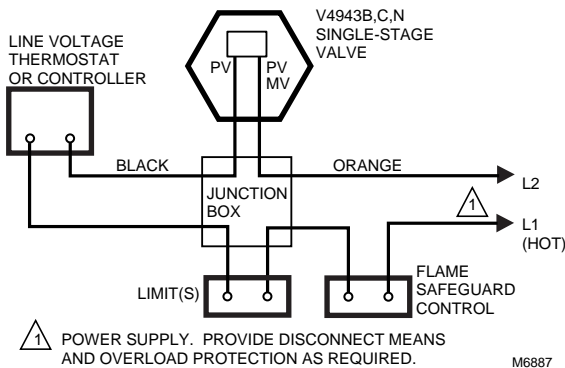 V4943B,C,N
SINGLE-STAGE
VALVE
LINE VOLTAGE
THERMOSTAT
OR CONTROLLER
PV
PV
MV
BLACK
ORANGE
L2
JUNCTION
BOX
1
L1
(HOT)
LIMIT(S)
FLAME
SAFEGUARD
CONTROL
1 POWER SUPPLY. PROVIDE DISCONNECT MEANS
AND OVERLOAD PROTECTION AS REQUIRED.
M6887